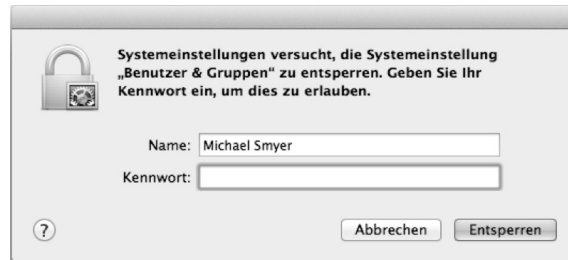 Systemeinstellungen versucht, die Systemeinstellung
„Benutzer & Gruppen“ zu entsperren. Geben Sie Ihr
Kennwort ein, um dies zu erlauben.
Name: Michael Smyer
Kennwort:
? Abbrechen Entsperren